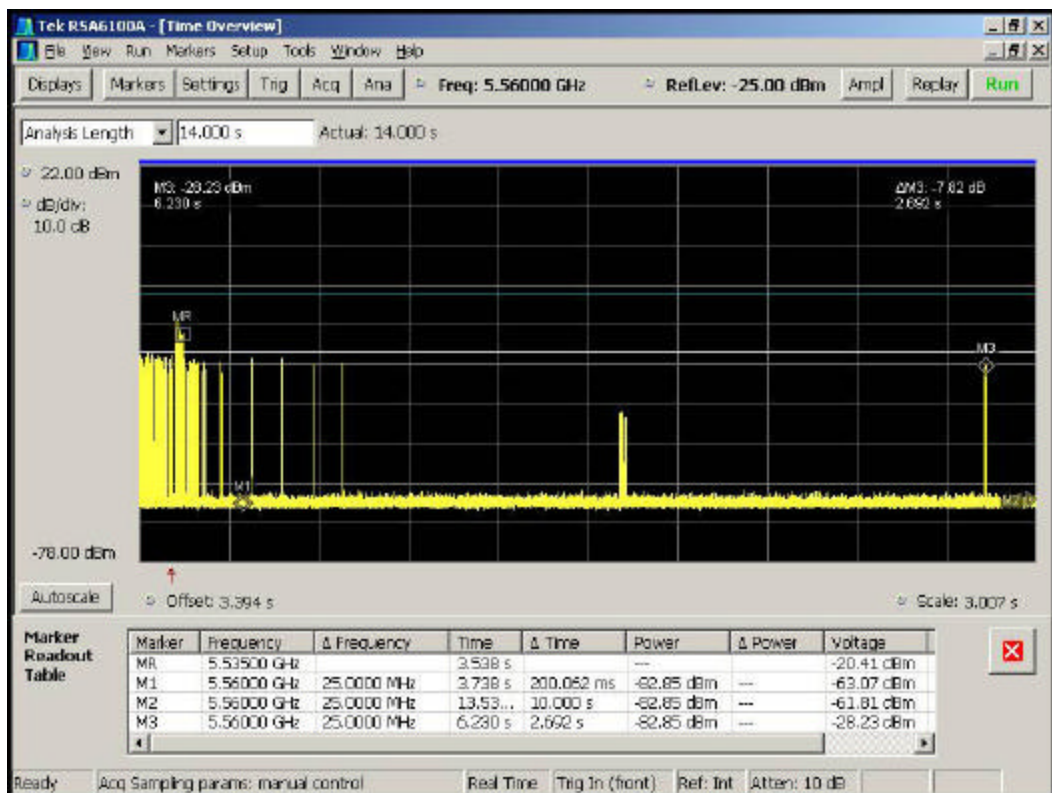 Tek RSA6100A - [Time Overview]
File View Run Markers Setup Tools Window Help
Displays Markers Settings Trig Acq Ana Freq: 5.56000 GHz RefLev: -25.00 dBm Ampl Replay Run
Analysis Length 14.000 s Actual: 14.000 s
22.00 dBm
dB/div:
10.0 dB
M3: -28.23 dBm
6.230 s
ΔM3: -7.82 dB
2.692 s
MR
M3
M1
-78.00 dBm
Autoscale Offset: 3.394 s Scale: 3.007 s
Marker Readout Table
Marker Frequency Δ Frequency Time Δ Time Power Δ Power Voltage
MR 5.53500 GHz 3.538 s --- -20.41 dBm
M1 5.56000 GHz 25.0000 MHz 3.738 s 200.062 ms -82.85 dBm --- -63.07 dBm
M2 5.56000 GHz 25.0000 MHz 13.53... 10.000 s -82.85 dBm --- -61.81 dBm
M3 5.56000 GHz 25.0000 MHz 6.230 s 2.692 s -82.85 dBm --- -28.23 dBm
Ready Acq Sampling params: manual control Real Time Trig In (front) Ref: Int Atten: 10 dB